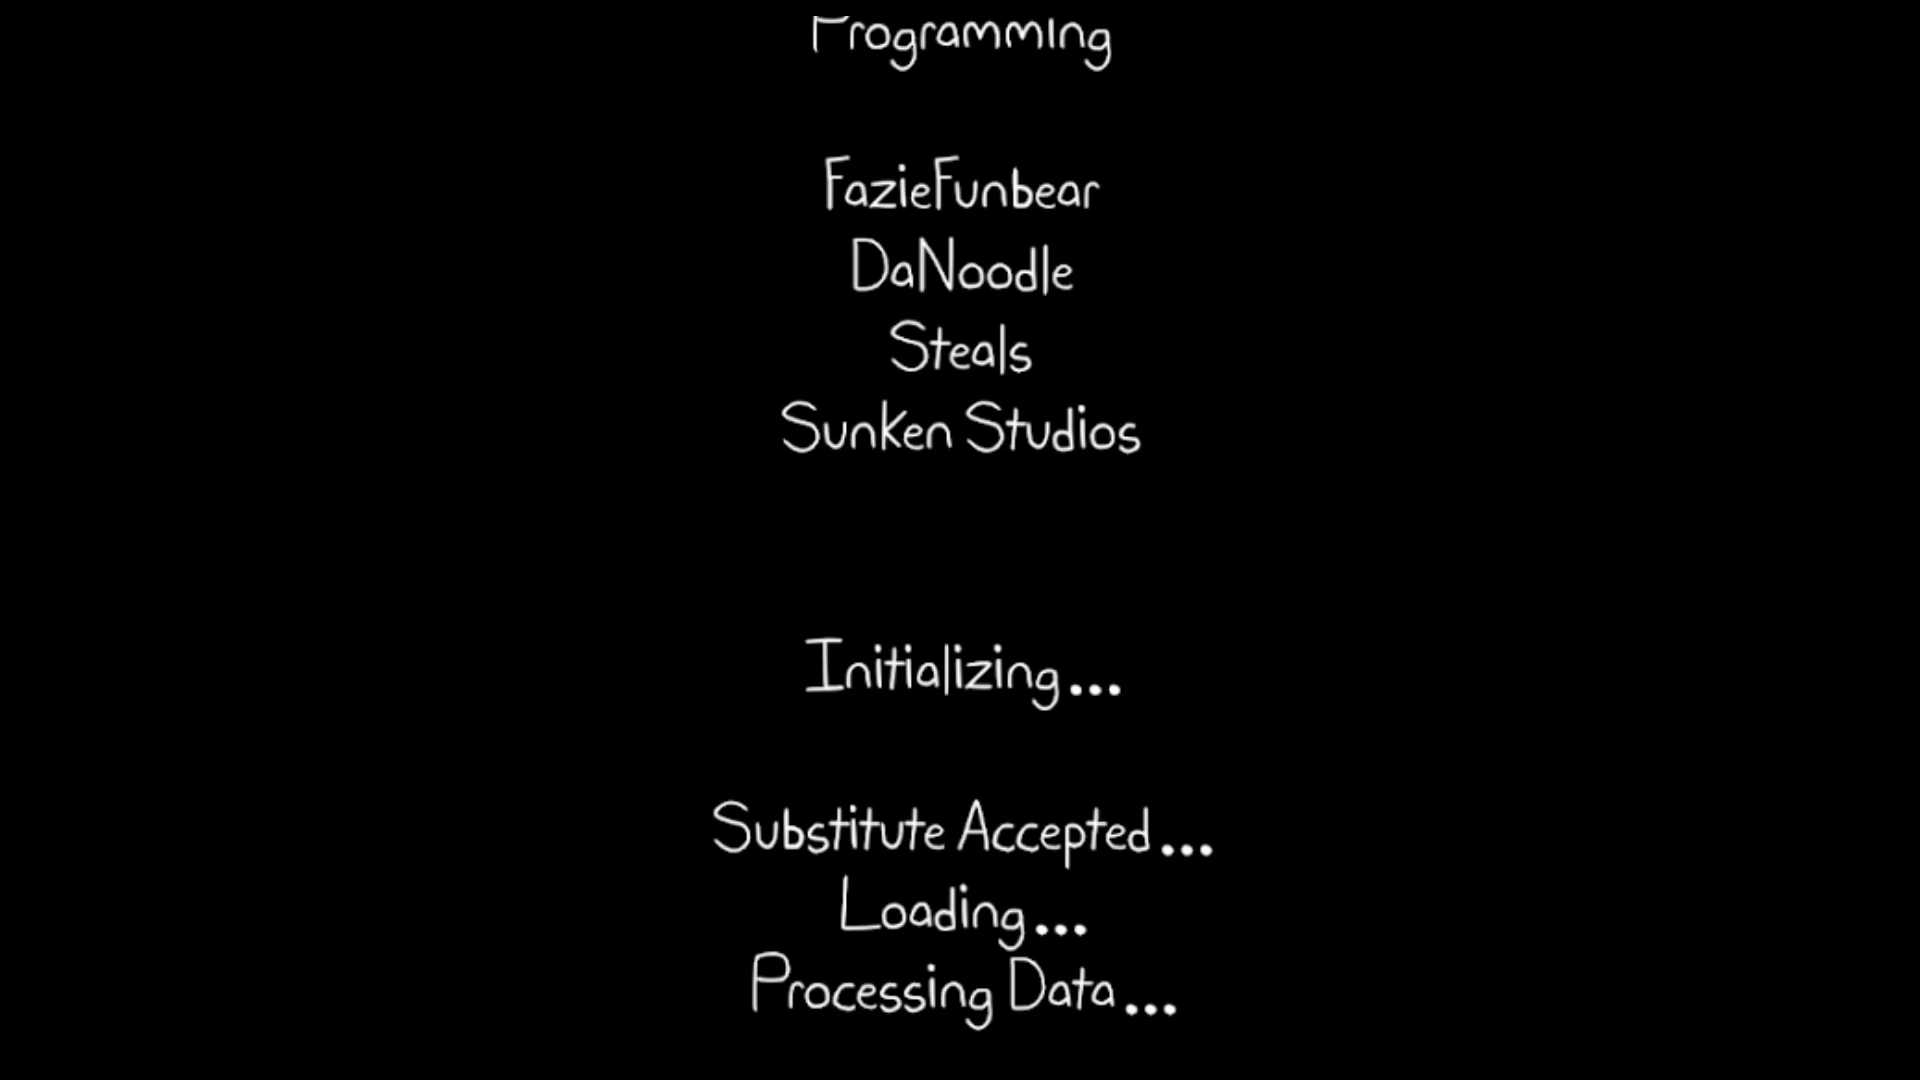 Programming
FazieFunbear
DaNoodle
Steals
Sunken Studios
Initializing...
Substitute Accepted...
Loading...
Processing Data...